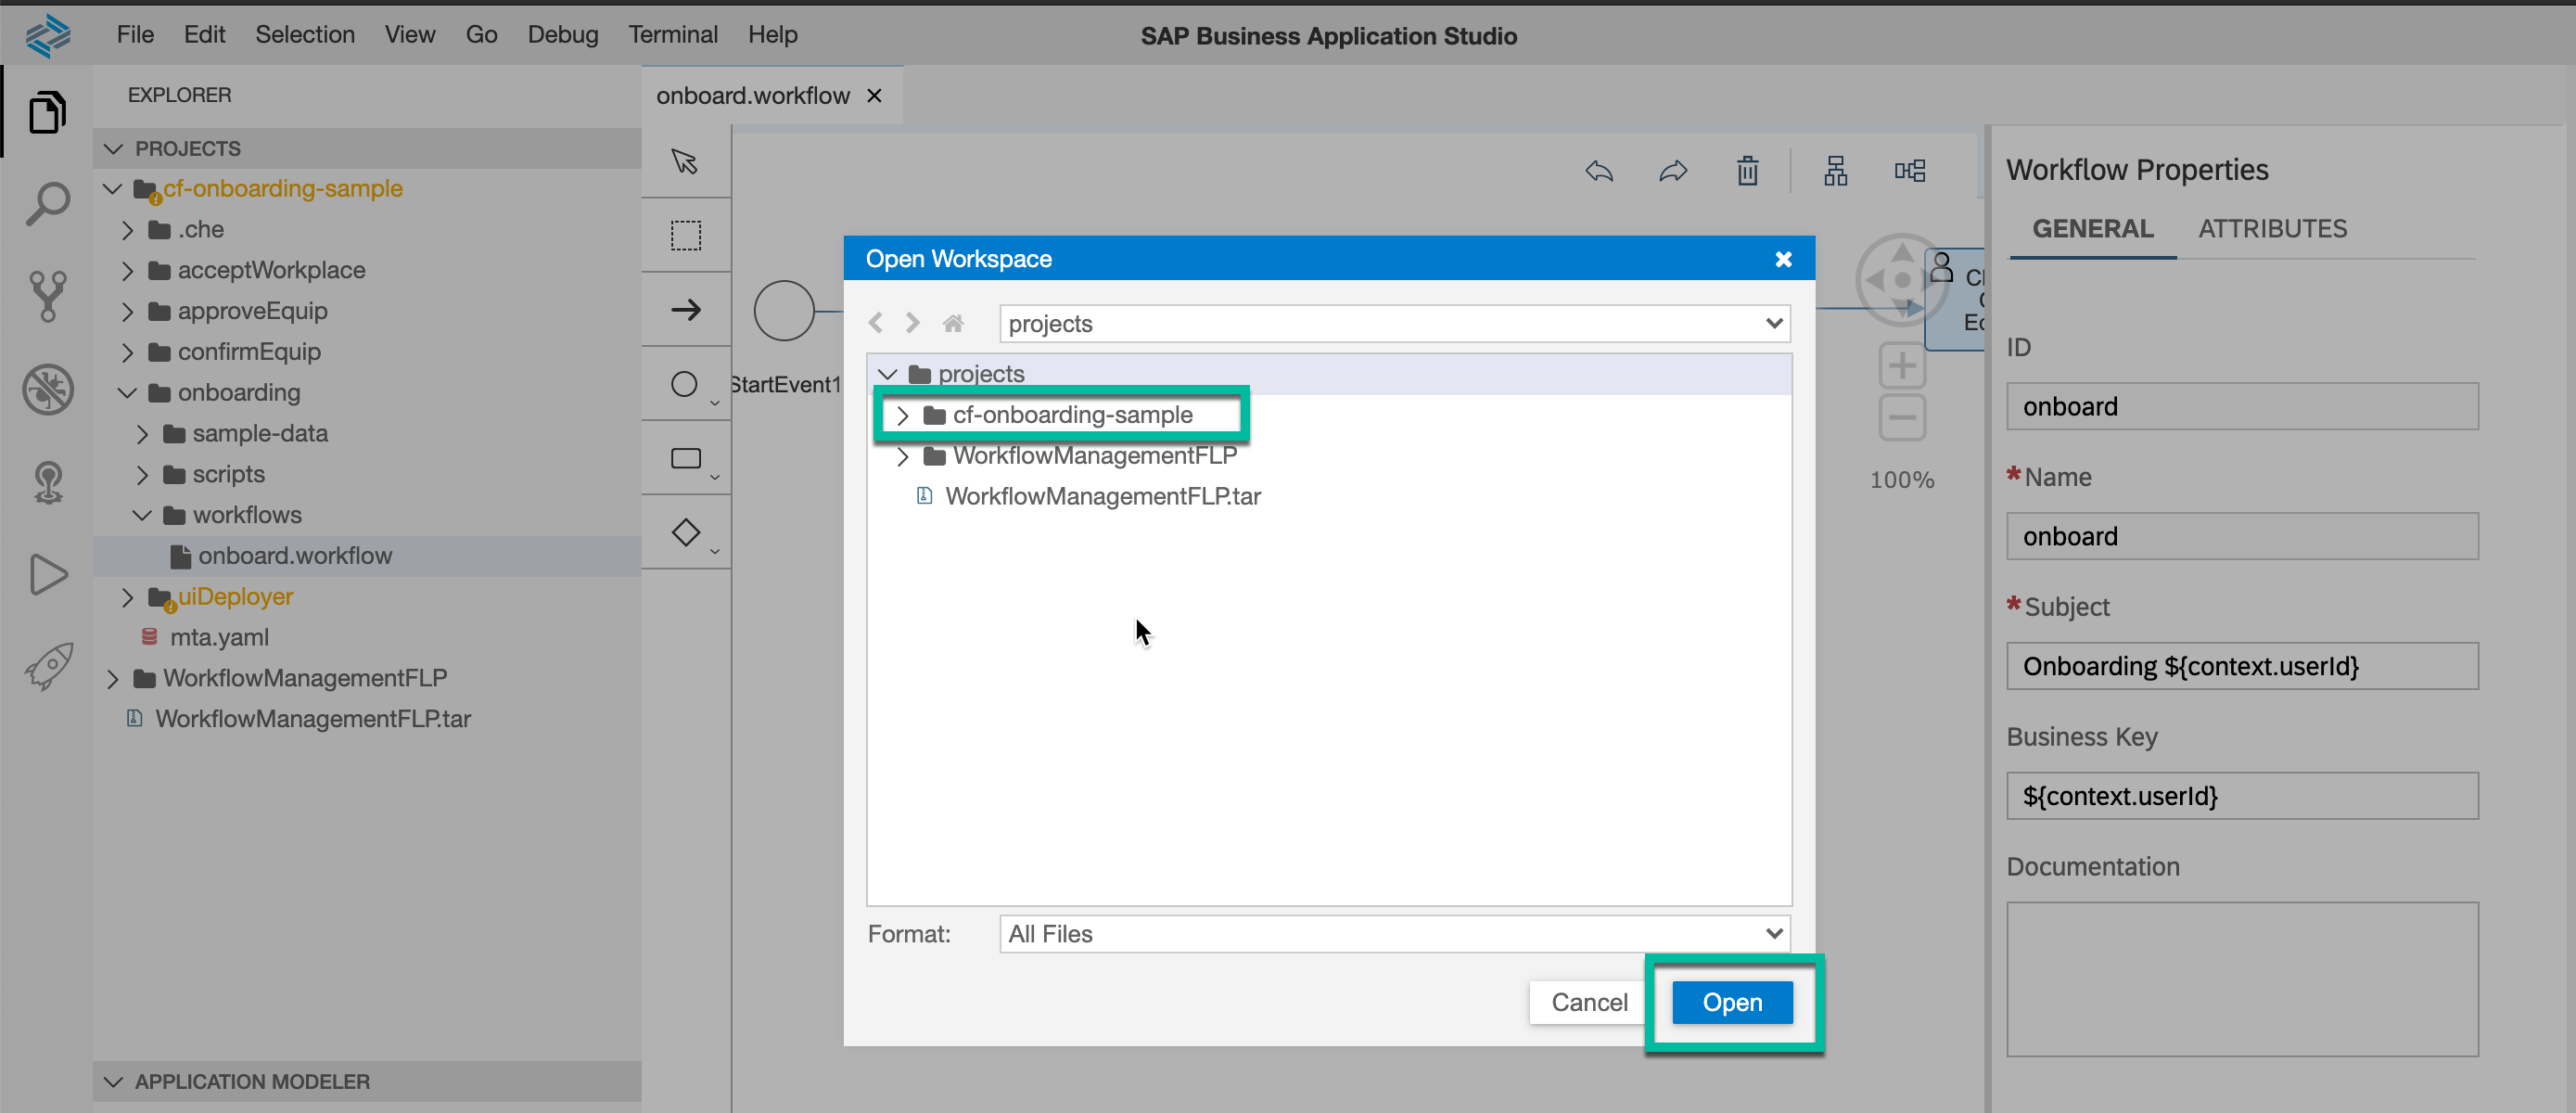 File Edit Selection View Go Debug Terminal Help
SAP Business Application Studio
EXPLORER
PROJECTS
cf-onboarding-sample
.che
acceptWorkplace
approveEquip
confirmEquip
onboarding
sample-data
scripts
workflows
onboard.workflow
uiDeployer
mta.yaml
WorkflowManagementFLP
WorkflowManagementFLP.tar
APPLICATION MODELER
onboard.workflow
StartEvent1
100%
Open Workspace
projects
projects
cf-onboarding-sample
WorkflowManagementFLP
WorkflowManagementFLP.tar
Format: All Files
Cancel Open
Workflow Properties
GENERAL ATTRIBUTES
ID
onboard
*Name
onboard
*Subject
Onboarding ${context.userId}
Business Key
${context.userId}
Documentation